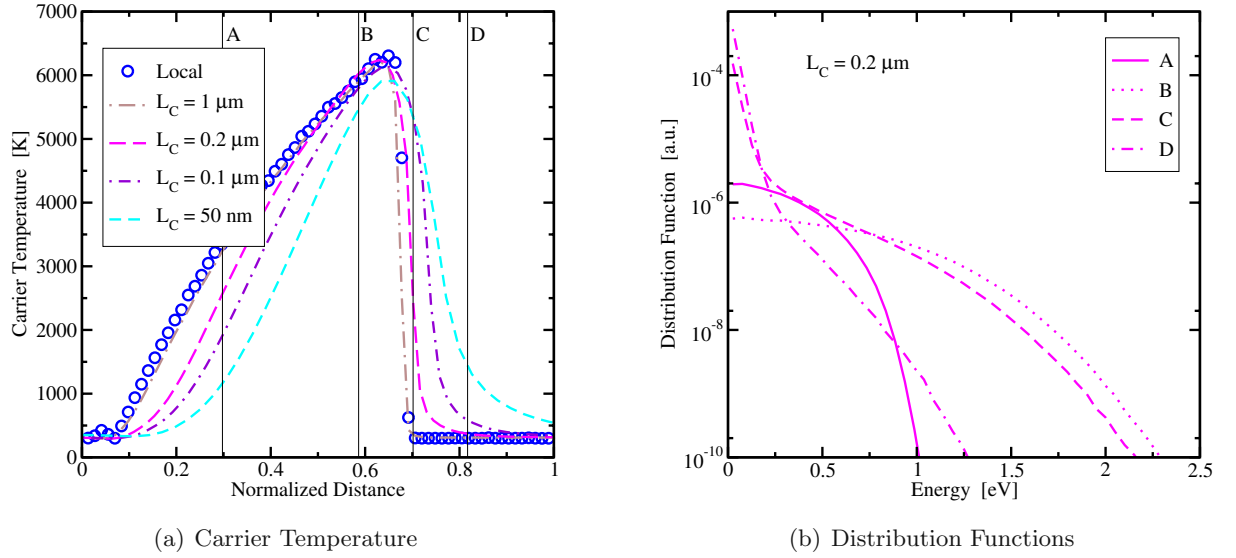 7000
6000
5000
4000
3000
2000
1000
0
Carrier Temperature [K]
A
B
C
D
Local
L_C = 1 µm
L_C = 0.2 µm
L_C = 0.1 µm
L_C = 50 nm
0
0.2
0.4
0.6
0.8
1
Normalized Distance
(a) Carrier Temperature
10^-4
10^-6
10^-8
10^-10
Distribution Function [a.u.]
L_C = 0.2 µm
A
B
C
D
0
0.5
1
1.5
2
2.5
Energy [eV]
(b) Distribution Functions